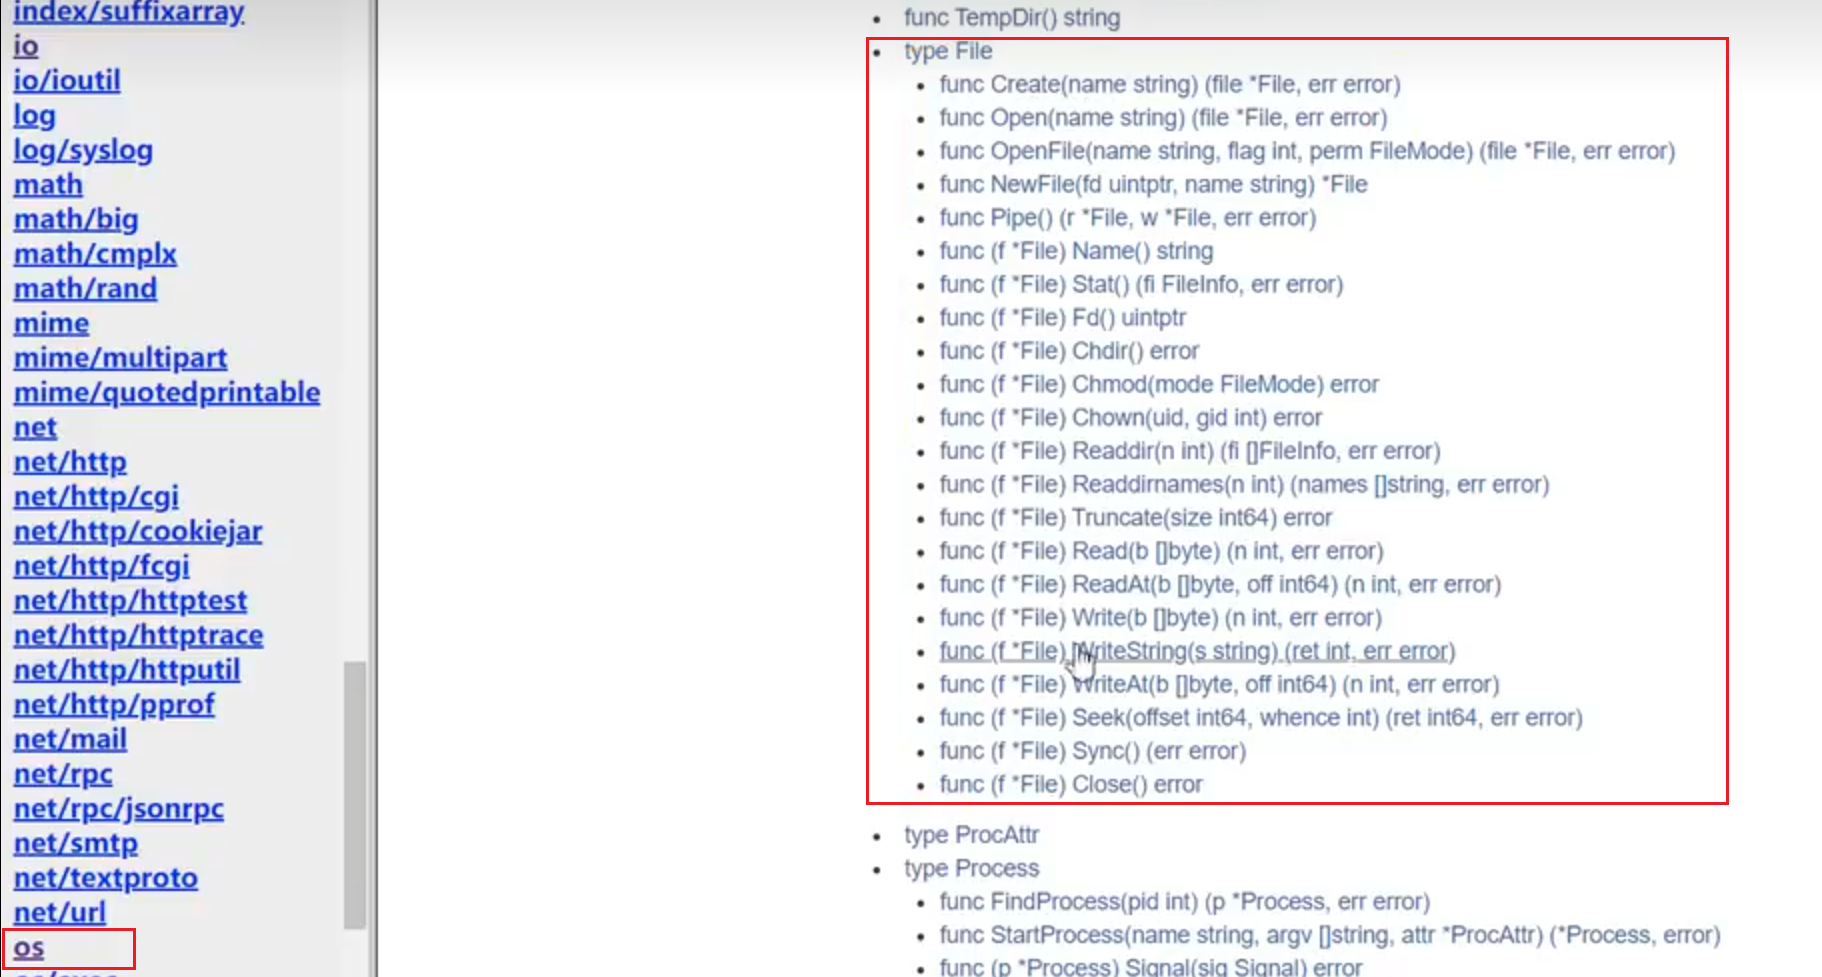 index/suffixarray
io
io/ioutil
log
log/syslog
math
math/big
math/cmplx
math/rand
mime
mime/multipart
mime/quotedprintable
net
net/http
net/http/cgi
net/http/cookiejar
net/http/fcgi
net/http/httptest
net/http/httptrace
net/http/httputil
net/http/pprof
net/mail
net/rpc
net/rpc/jsonrpc
net/smtp
net/textproto
net/url
os
func TempDir() string
type File
func Create(name string) (file *File, err error)
func Open(name string) (file *File, err error)
func OpenFile(name string, flag int, perm FileMode) (file *File, err error)
func NewFile(fd uintptr, name string) *File
func Pipe() (r *File, w *File, err error)
func (f *File) Name() string
func (f *File) Stat() (fi FileInfo, err error)
func (f *File) Fd() uintptr
func (f *File) Chdir() error
func (f *File) Chmod(mode FileMode) error
func (f *File) Chown(uid, gid int) error
func (f *File) Readdir(n int) (fi []FileInfo, err error)
func (f *File) Readdirnames(n int) (names []string, err error)
func (f *File) Truncate(size int64) error
func (f *File) Read(b []byte) (n int, err error)
func (f *File) ReadAt(b []byte, off int64) (n int, err error)
func (f *File) Write(b []byte) (n int, err error)
func (f *File) WriteString(s string) (ret int, err error)
func (f *File) WriteAt(b []byte, off int64) (n int, err error)
func (f *File) Seek(offset int64, whence int) (ret int64, err error)
func (f *File) Sync() (err error)
func (f *File) Close() error
type ProcAttr
type Process
func FindProcess(pid int) (p *Process, err error)
func StartProcess(name string, argv []string, attr *ProcAttr) (*Process, error)
func (p *Process) Signal(sig Signal) error